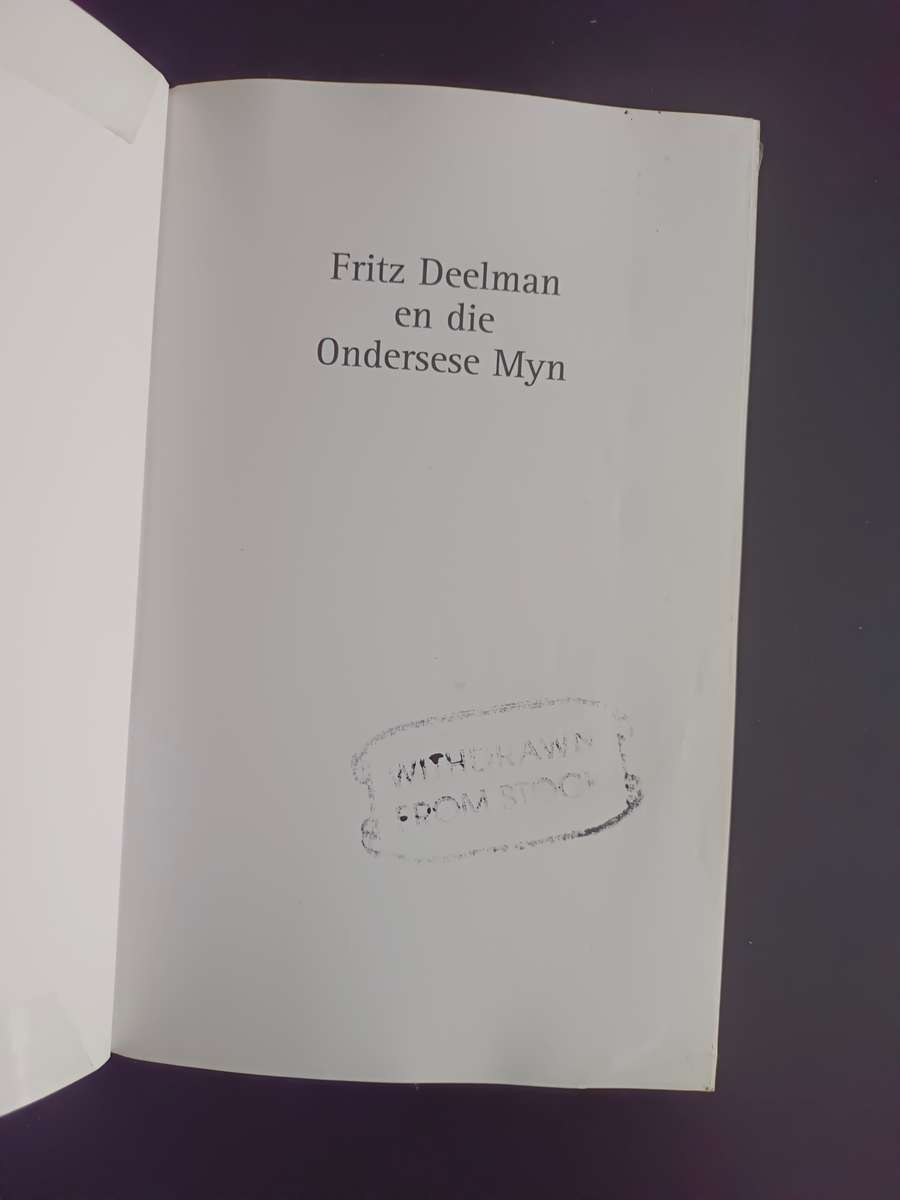 Fritz Deelman
en die
Ondersese Myn
WITHDRAWN
FROM STOCK